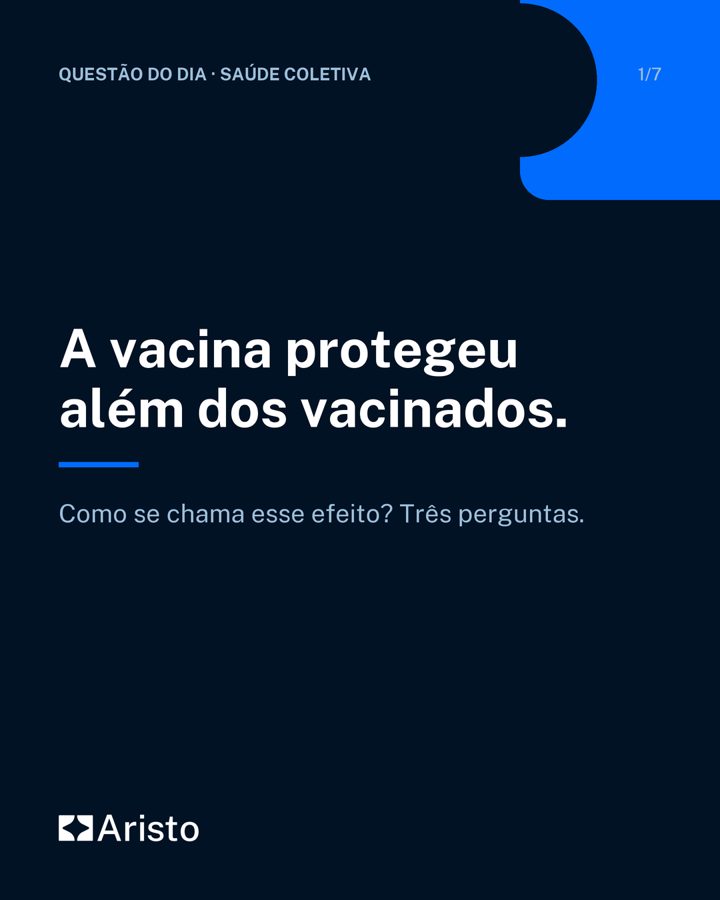 QUESTÃO DO DIA · SAÚDE COLETIVA
1/7
A vacina protegeu
além dos vacinados.
Como se chama esse efeito? Três perguntas.
Aristo